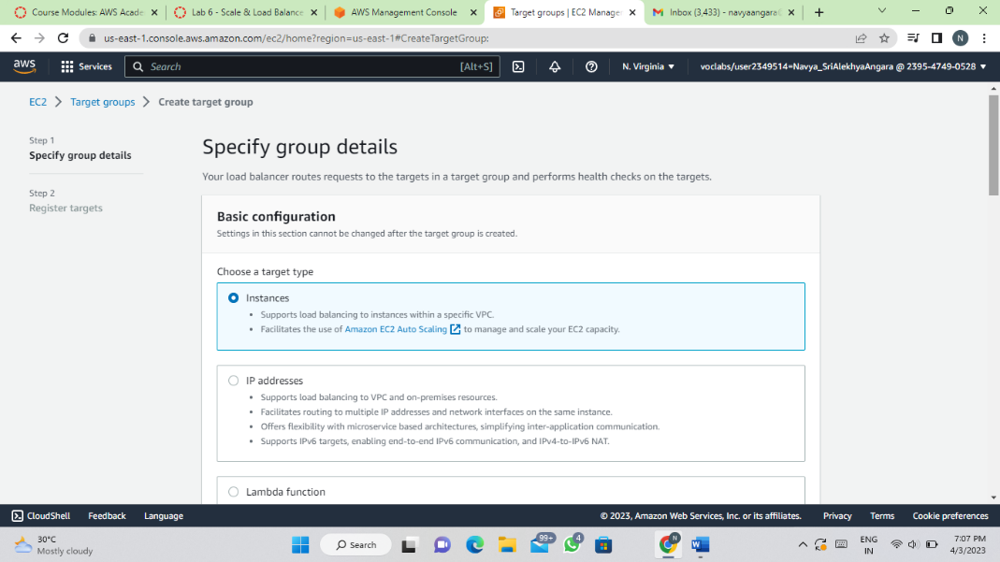 Course Modules: AWS Acade
Lab 6 - Scale & Load Balance
AWS Management Console
Target groups | EC2 Manage
Inbox (3,433) - navyaangara
us-east-1.console.aws.amazon.com/ec2/home?region=us-east-1#CreateTargetGroup:
N
aws
Services
Search
[Alt+S]
N. Virginia
voclabs/user2349514=Navya_SriAlekhyaAngara @ 2395-4749-0528
EC2 > Target groups > Create target group
Step 1
Specify group details
Step 2
Register targets
Specify group details
Your load balancer routes requests to the targets in a target group and performs health checks on the targets.
Basic configuration
Settings in this section cannot be changed after the target group is created.
Choose a target type
Instances
• Supports load balancing to instances within a specific VPC.
• Facilitates the use of Amazon EC2 Auto Scaling to manage and scale your EC2 capacity.
IP addresses
• Supports load balancing to VPC and on-premises resources.
• Facilitates routing to multiple IP addresses and network interfaces on the same instance.
• Offers flexibility with microservice based architectures, simplifying inter-application communication.
• Supports IPv6 targets, enabling end-to-end IPv6 communication, and IPv4-to-IPv6 NAT.
Lambda function
CloudShell
Feedback
Language
© 2023, Amazon Web Services, Inc. or its affiliates.
Privacy
Terms
Cookie preferences
30°C
Mostly cloudy
Search
99+
4
N
W
ENG
IN
7:07 PM
4/3/2023